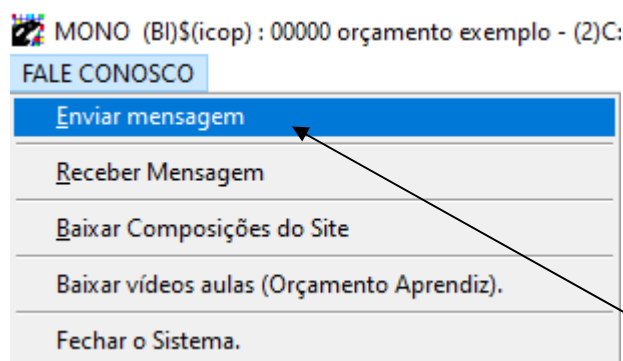 MONO (BI)$(icop) : 00000 orçamento exemplo - (2)C:
FALE CONOSCO
Enviar mensagem
Receber Mensagem
Baixar Composições do Site
Baixar vídeos aulas (Orçamento Aprendiz).
Fechar o Sistema.